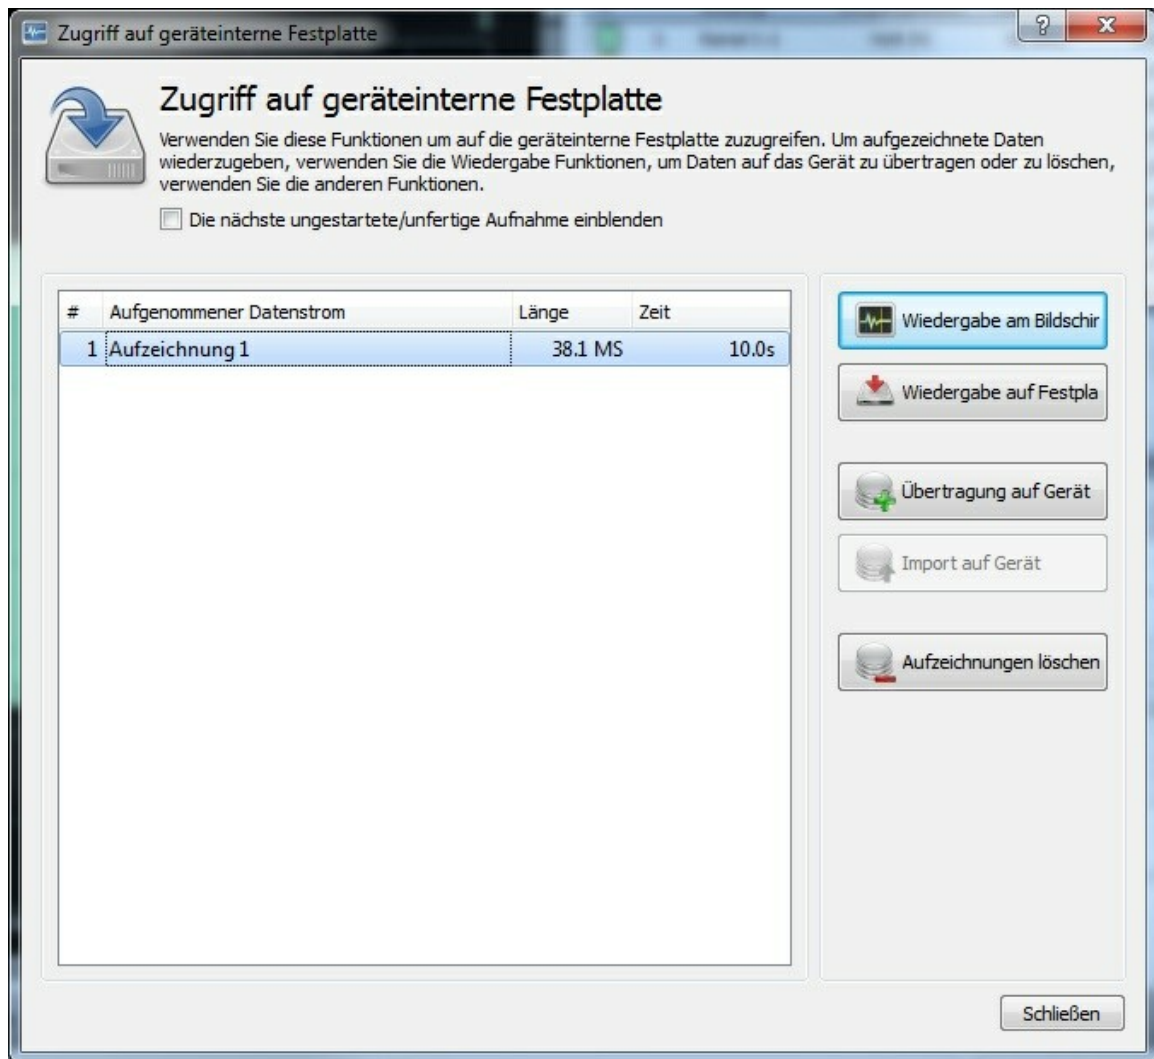 Zugriff auf geräteinterne Festplatte
?
X
Zugriff auf geräteinterne Festplatte
Verwenden Sie diese Funktionen um auf die geräteinterne Festplatte zuzugreifen. Um aufgezeichnete Daten
wiederzugeben, verwenden Sie die Wiedergabe Funktionen, um Daten auf das Gerät zu übertragen oder zu löschen,
verwenden Sie die anderen Funktionen.
Die nächste ungestartete/unfertige Aufnahme einblenden
# Aufgenommener Datenstrom Länge Zeit
1 Aufzeichnung 1 38.1 MS 10.0s
Wiedergabe am Bildschir
Wiedergabe auf Festpla
Übertragung auf Gerät
Import auf Gerät
Aufzeichnungen löschen
Schließen